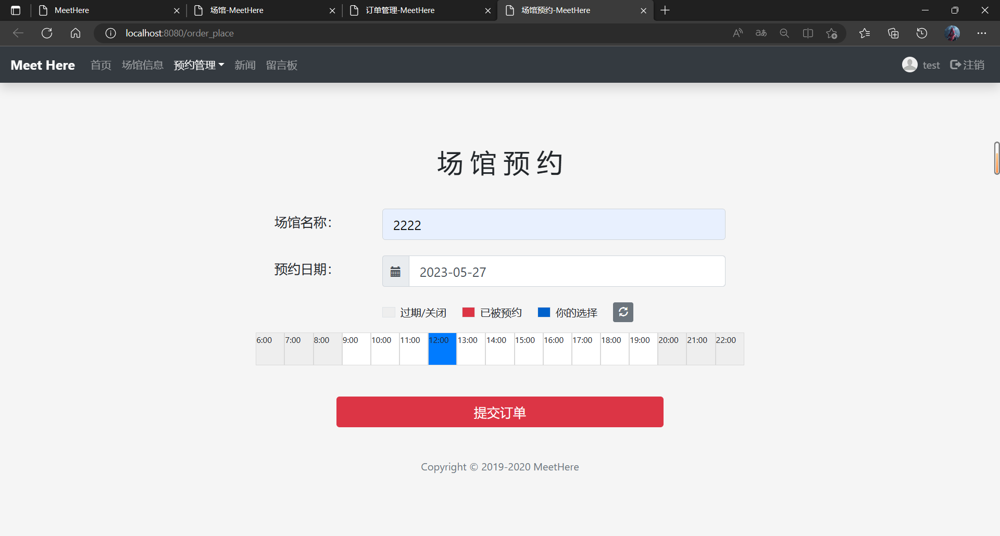 MeetHere
场馆-MeetHere
订单管理-MeetHere
场馆预约-MeetHere
localhost:8080/order_place
Meet Here 首页 场馆信息 预约管理 新闻 留言板 test 注销
场馆预约
场馆名称：
2222
预约日期：
2023-05-27
过期/关闭 已被预约 你的选择
6:00 7:00 8:00 9:00 10:00 11:00 12:00 13:00 14:00 15:00 16:00 17:00 18:00 19:00 20:00 21:00 22:00
提交订单
Copyright © 2019-2020 MeetHere